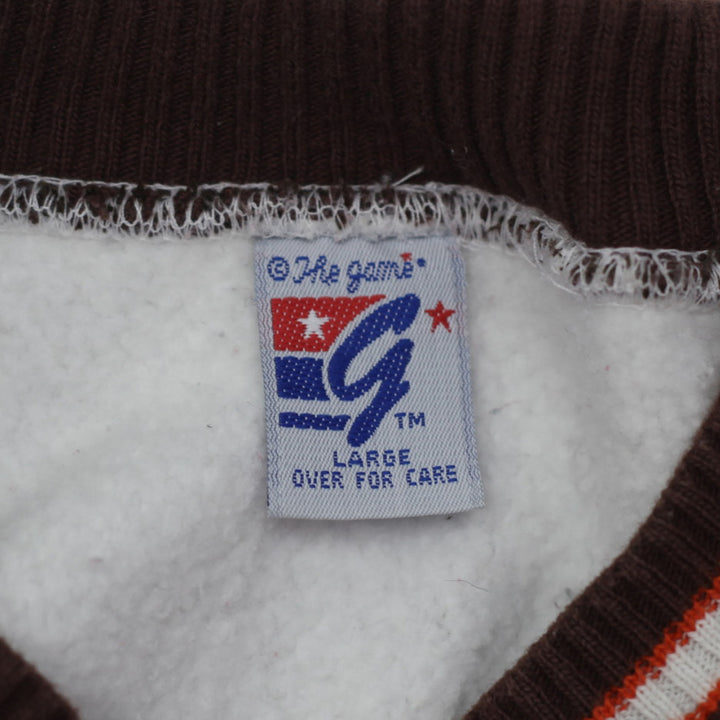 © The game
G TM
LARGE
OVER FOR CARE